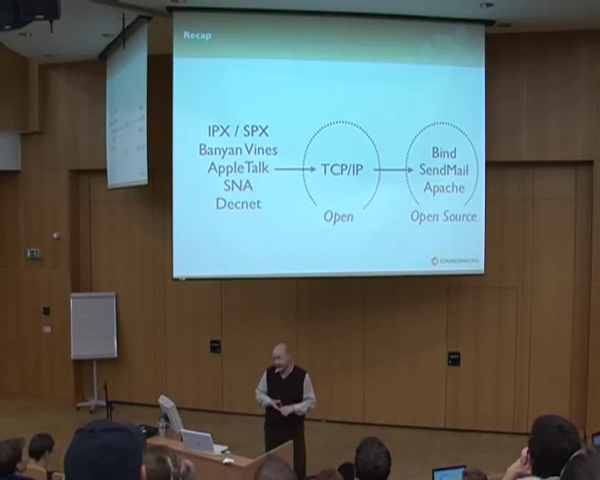 Recap
IPX / SPX
Banyan Vines
AppleTalk
SNA
Decnet
TCP/IP
Open
Bind
SendMail
Apache
Open Source
© CANONICAL